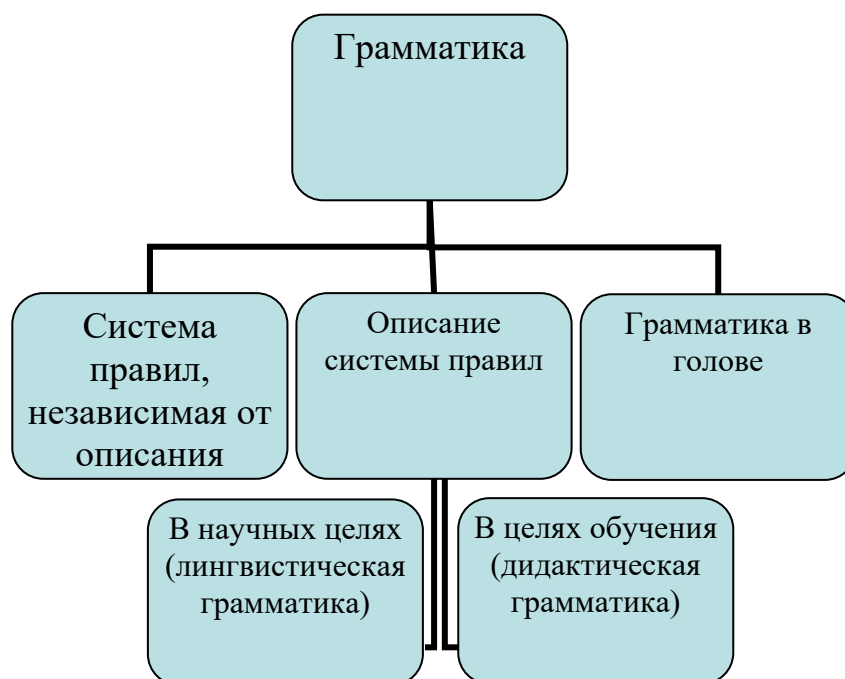 Грамматика
Система
правил,
независимая от
описания
Описание
системы правил
Грамматика в
голове
В научных целях
(лингвистическая
грамматика)
В целях обучения
(дидактическая
грамматика)